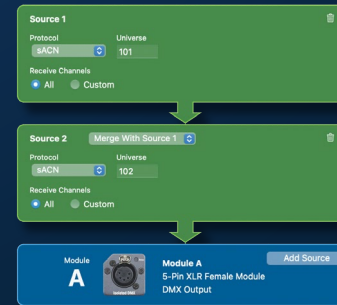 Source 1
Protocol Universe
sACN 101
Receive Channels
All Custom
Source 2 Merge With Source 1
Protocol Universe
sACN 102
Receive Channels
All Custom
Module
A
Module A
5-Pin XLR Female Module
DMX Output
Add Source